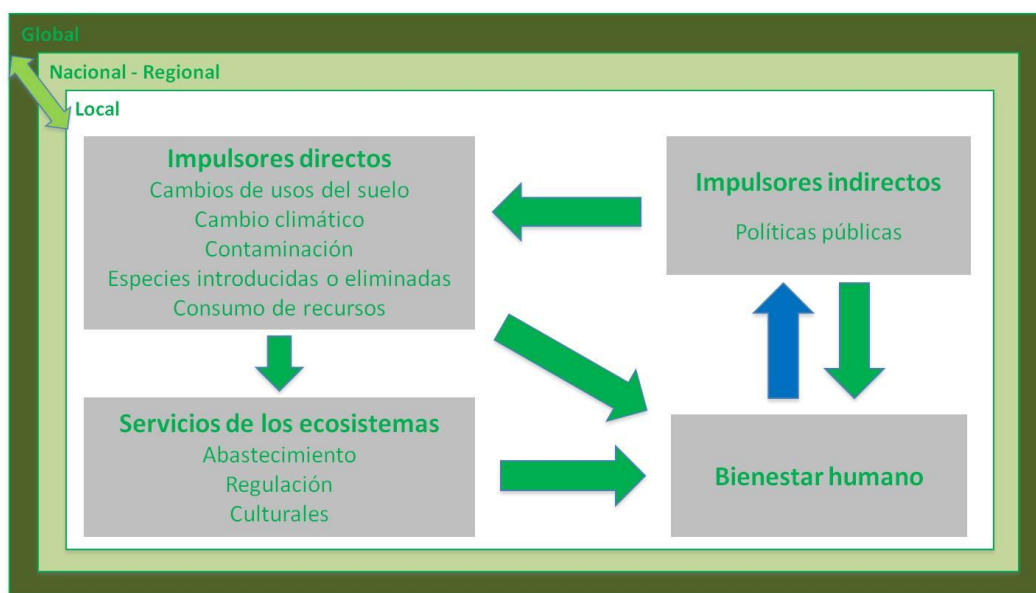 Global
Nacional - Regional
Local
Impulsores directos
Cambios de usos del suelo
Cambio climático
Contaminación
Especies introducidas o eliminadas
Consumo de recursos
Impulsores indirectos
Políticas públicas
Servicios de los ecosistemas
Abastecimiento
Regulación
Culturales
Bienestar humano